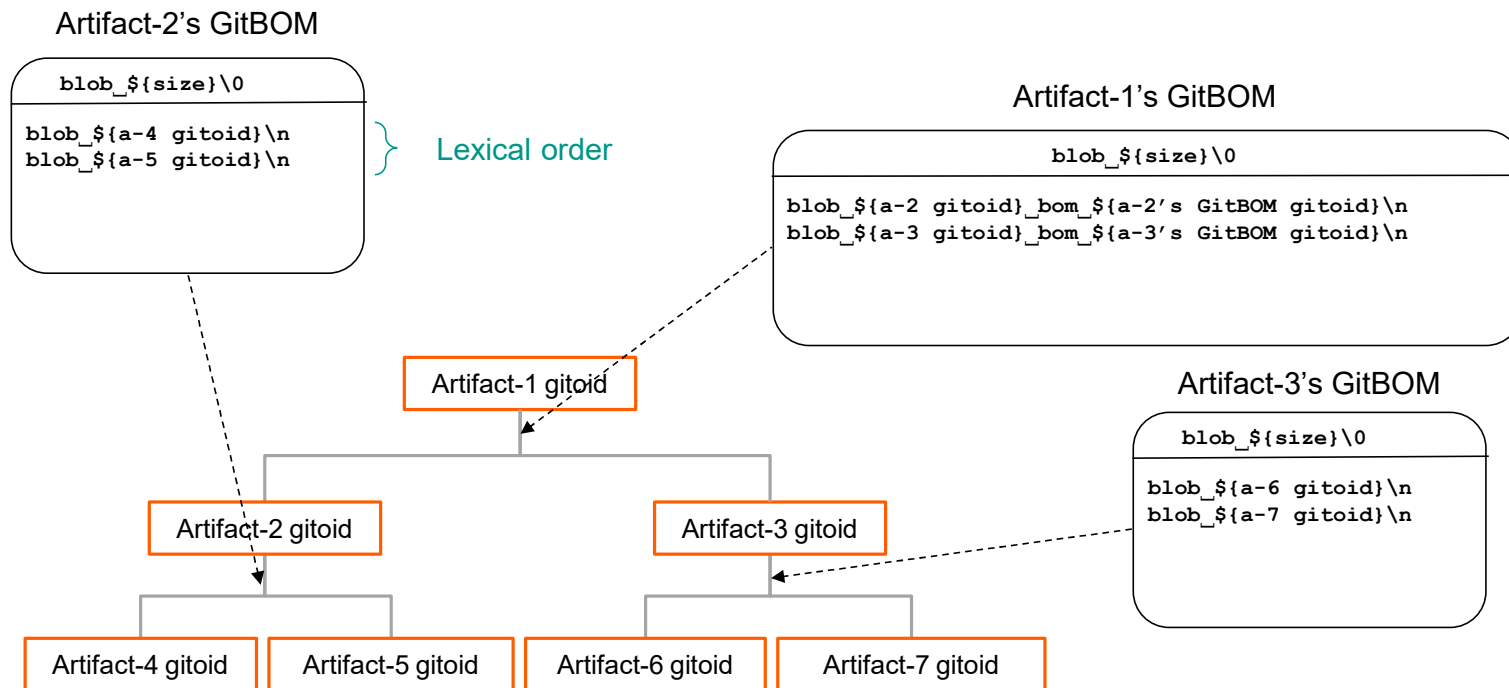 Artifact-2’s GitBOM
blob␣${size}\0
blob␣${a-4 gitoid}\n
blob␣${a-5 gitoid}\n
Lexical order
Artifact-1’s GitBOM
blob␣${size}\0
blob␣${a-2 gitoid}␣bom␣${a-2’s GitBOM gitoid}\n
blob␣${a-3 gitoid}␣bom␣${a-3’s GitBOM gitoid}\n
Artifact-1 gitoid
Artifact-3’s GitBOM
blob␣${size}\0
blob␣${a-6 gitoid}\n
blob␣${a-7 gitoid}\n
Artifact-2 gitoid
Artifact-3 gitoid
Artifact-4 gitoid
Artifact-5 gitoid
Artifact-6 gitoid
Artifact-7 gitoid